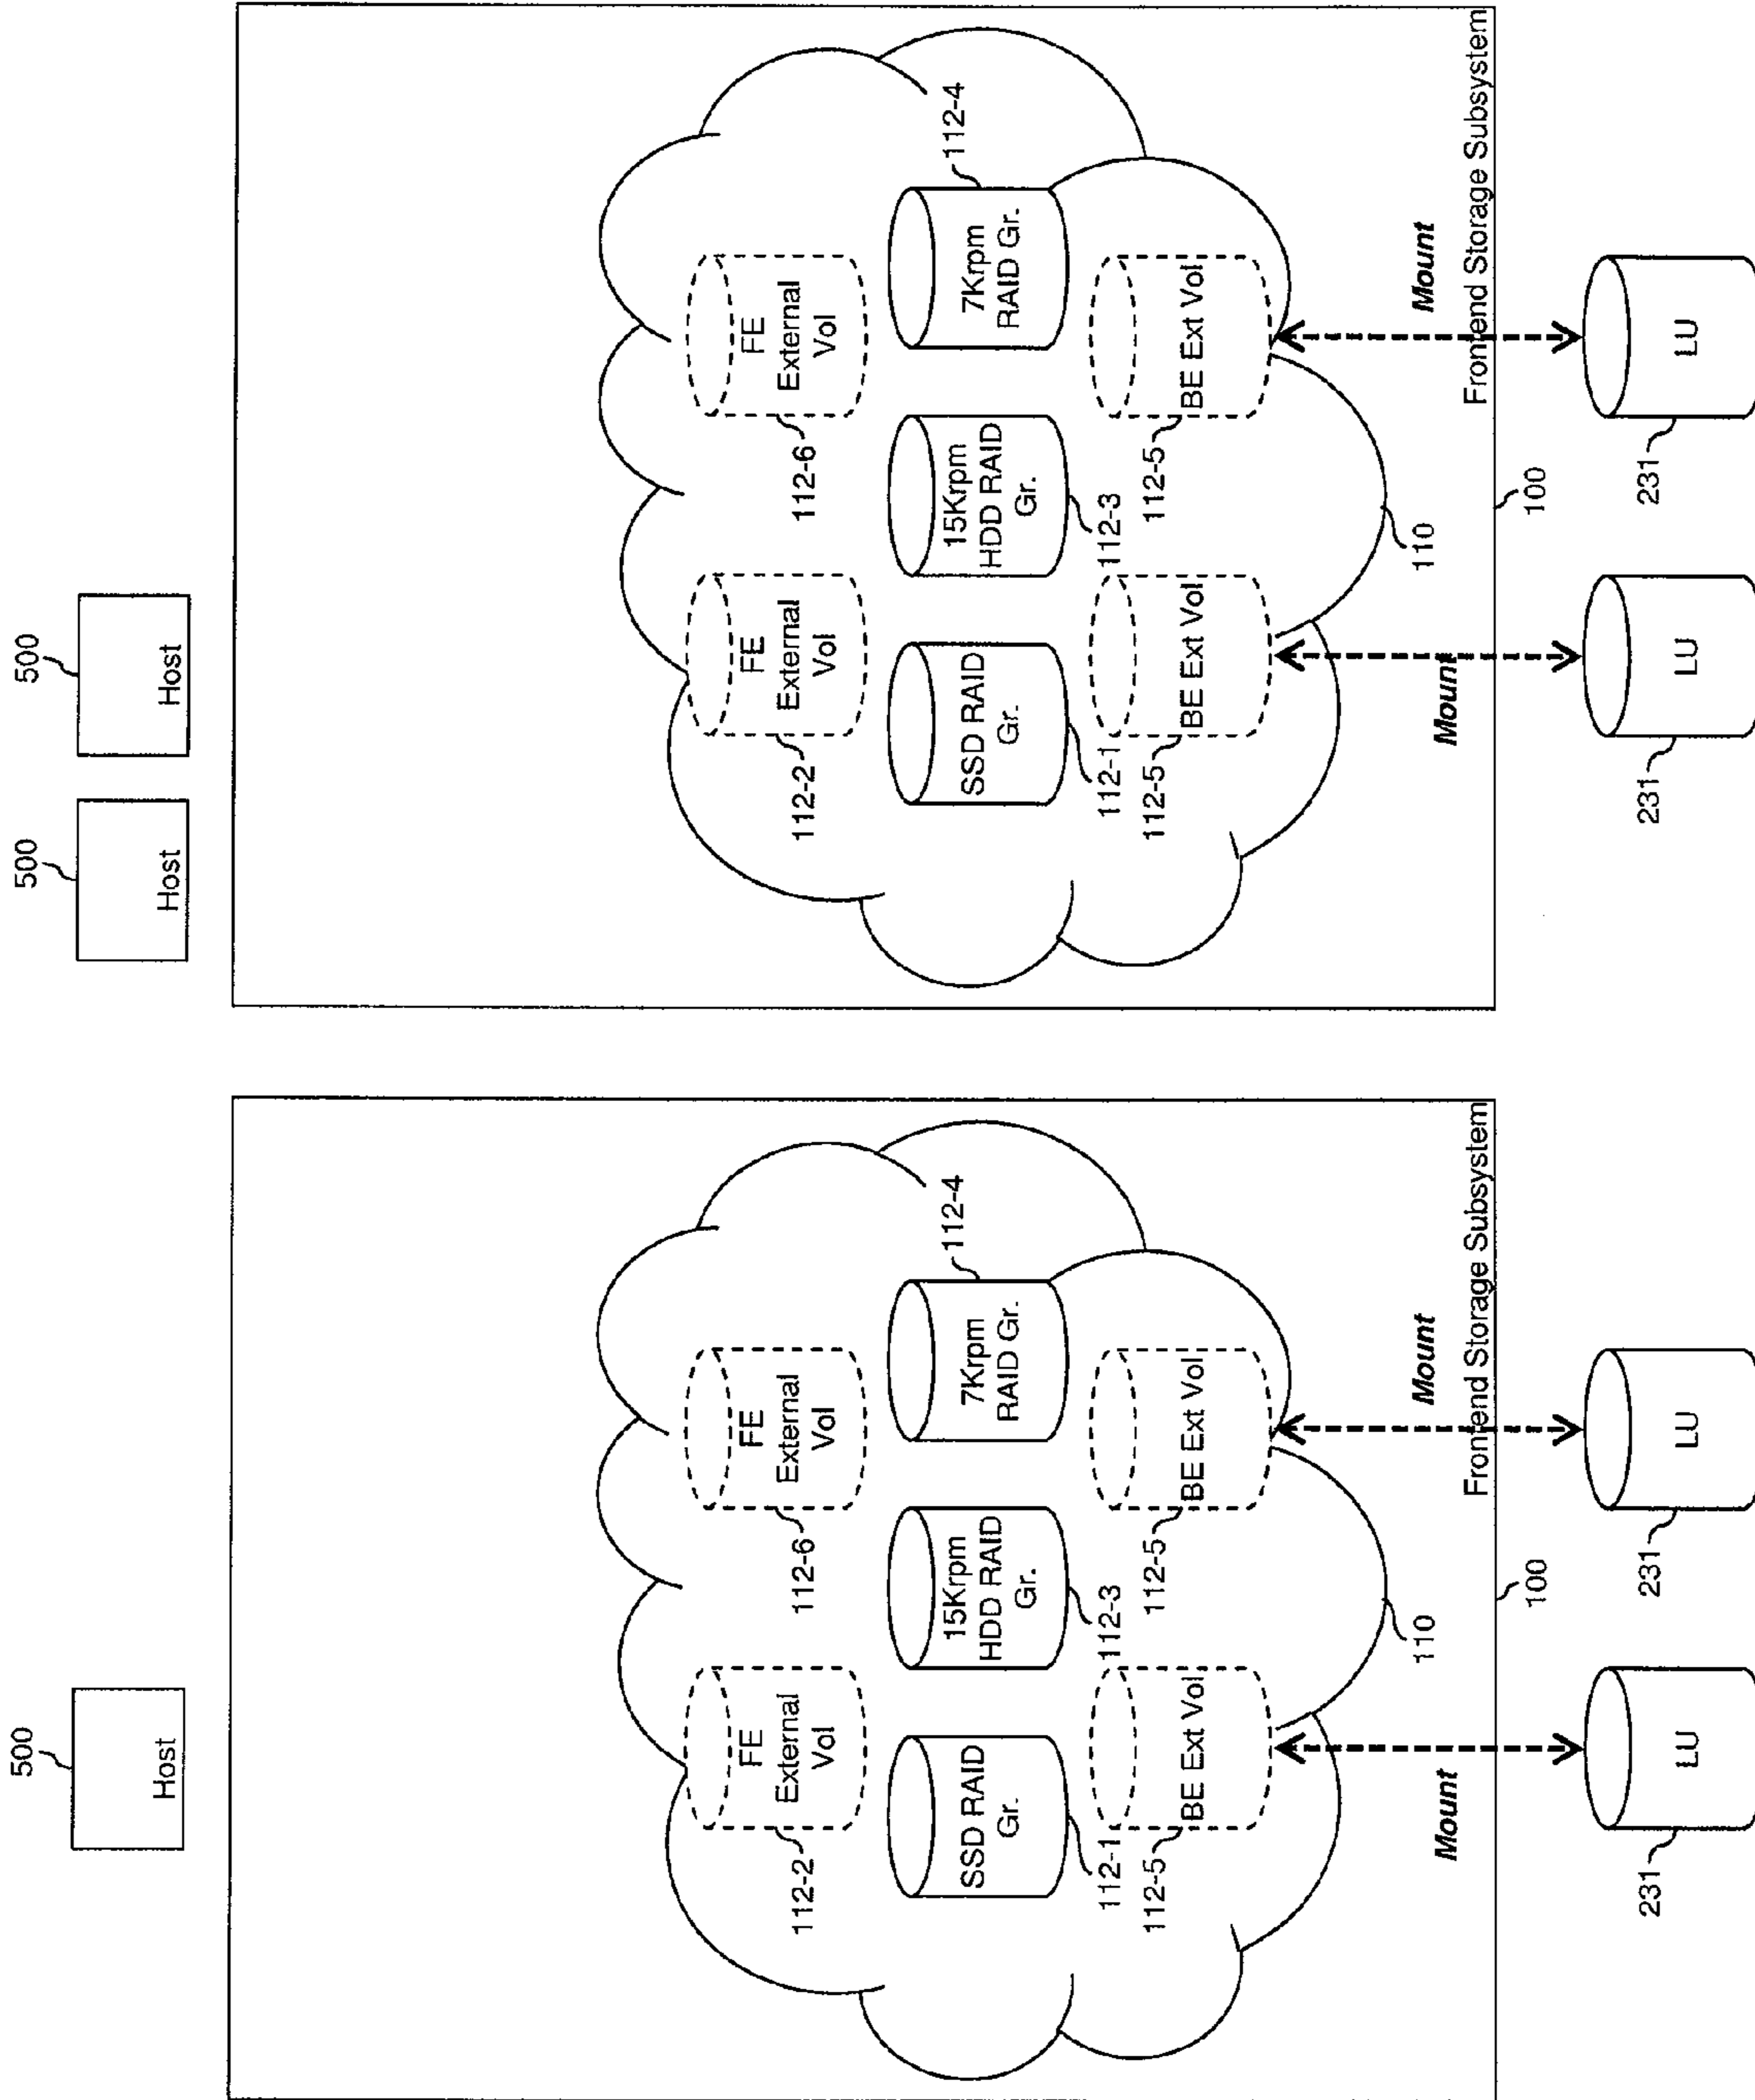 500
Host
FE
External
Vol
112-2
FE
External
Vol
112-6
SSD RAID
Gr.
112-1
15Krpm
HDD RAID
Gr.
112-3
7Krpm
RAID Gr.
112-4
BE Ext Vol
112-5
BE Ext Vol
112-5
110
Mount
Mount
Frontend Storage Subsystem
100
LU
231
LU
231
500
Host
500
Host
FE
External
Vol
112-2
FE
External
Vol
112-6
SSD RAID
Gr.
112-1
15Krpm
HDD RAID
Gr.
112-3
7Krpm
RAID Gr.
112-4
BE Ext Vol
112-5
BE Ext Vol
112-5
110
Mount
Mount
Frontend Storage Subsystem
100
LU
231
LU
231